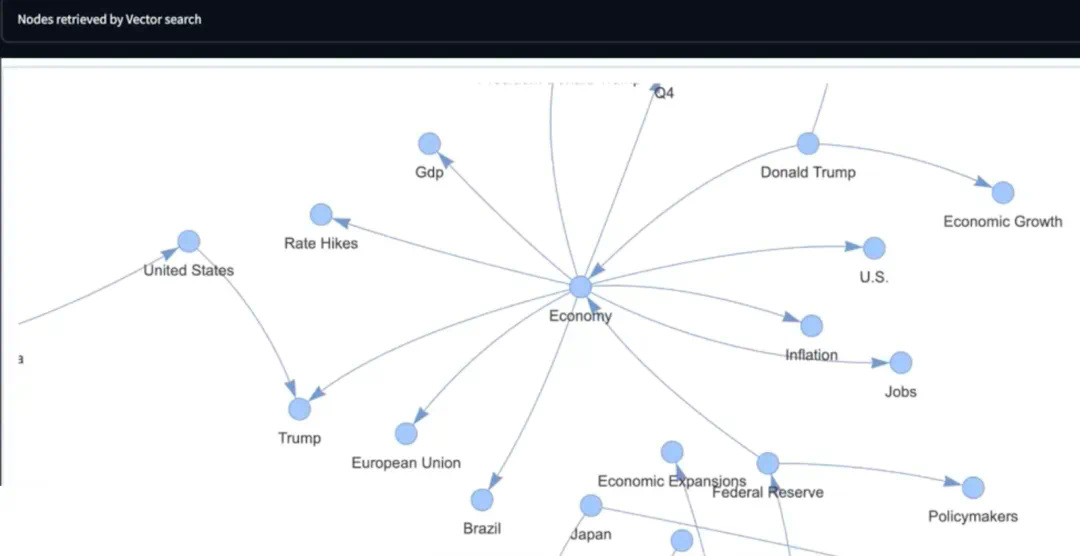 Nodes retrieved by Vector search
Q4
Gdp
Donald Trump
Economic Growth
Rate Hikes
United States
U.S.
Economy
Inflation
a
Jobs
Trump
European Union
Economic Expansions
Federal Reserve
Policymakers
Brazil
Japan